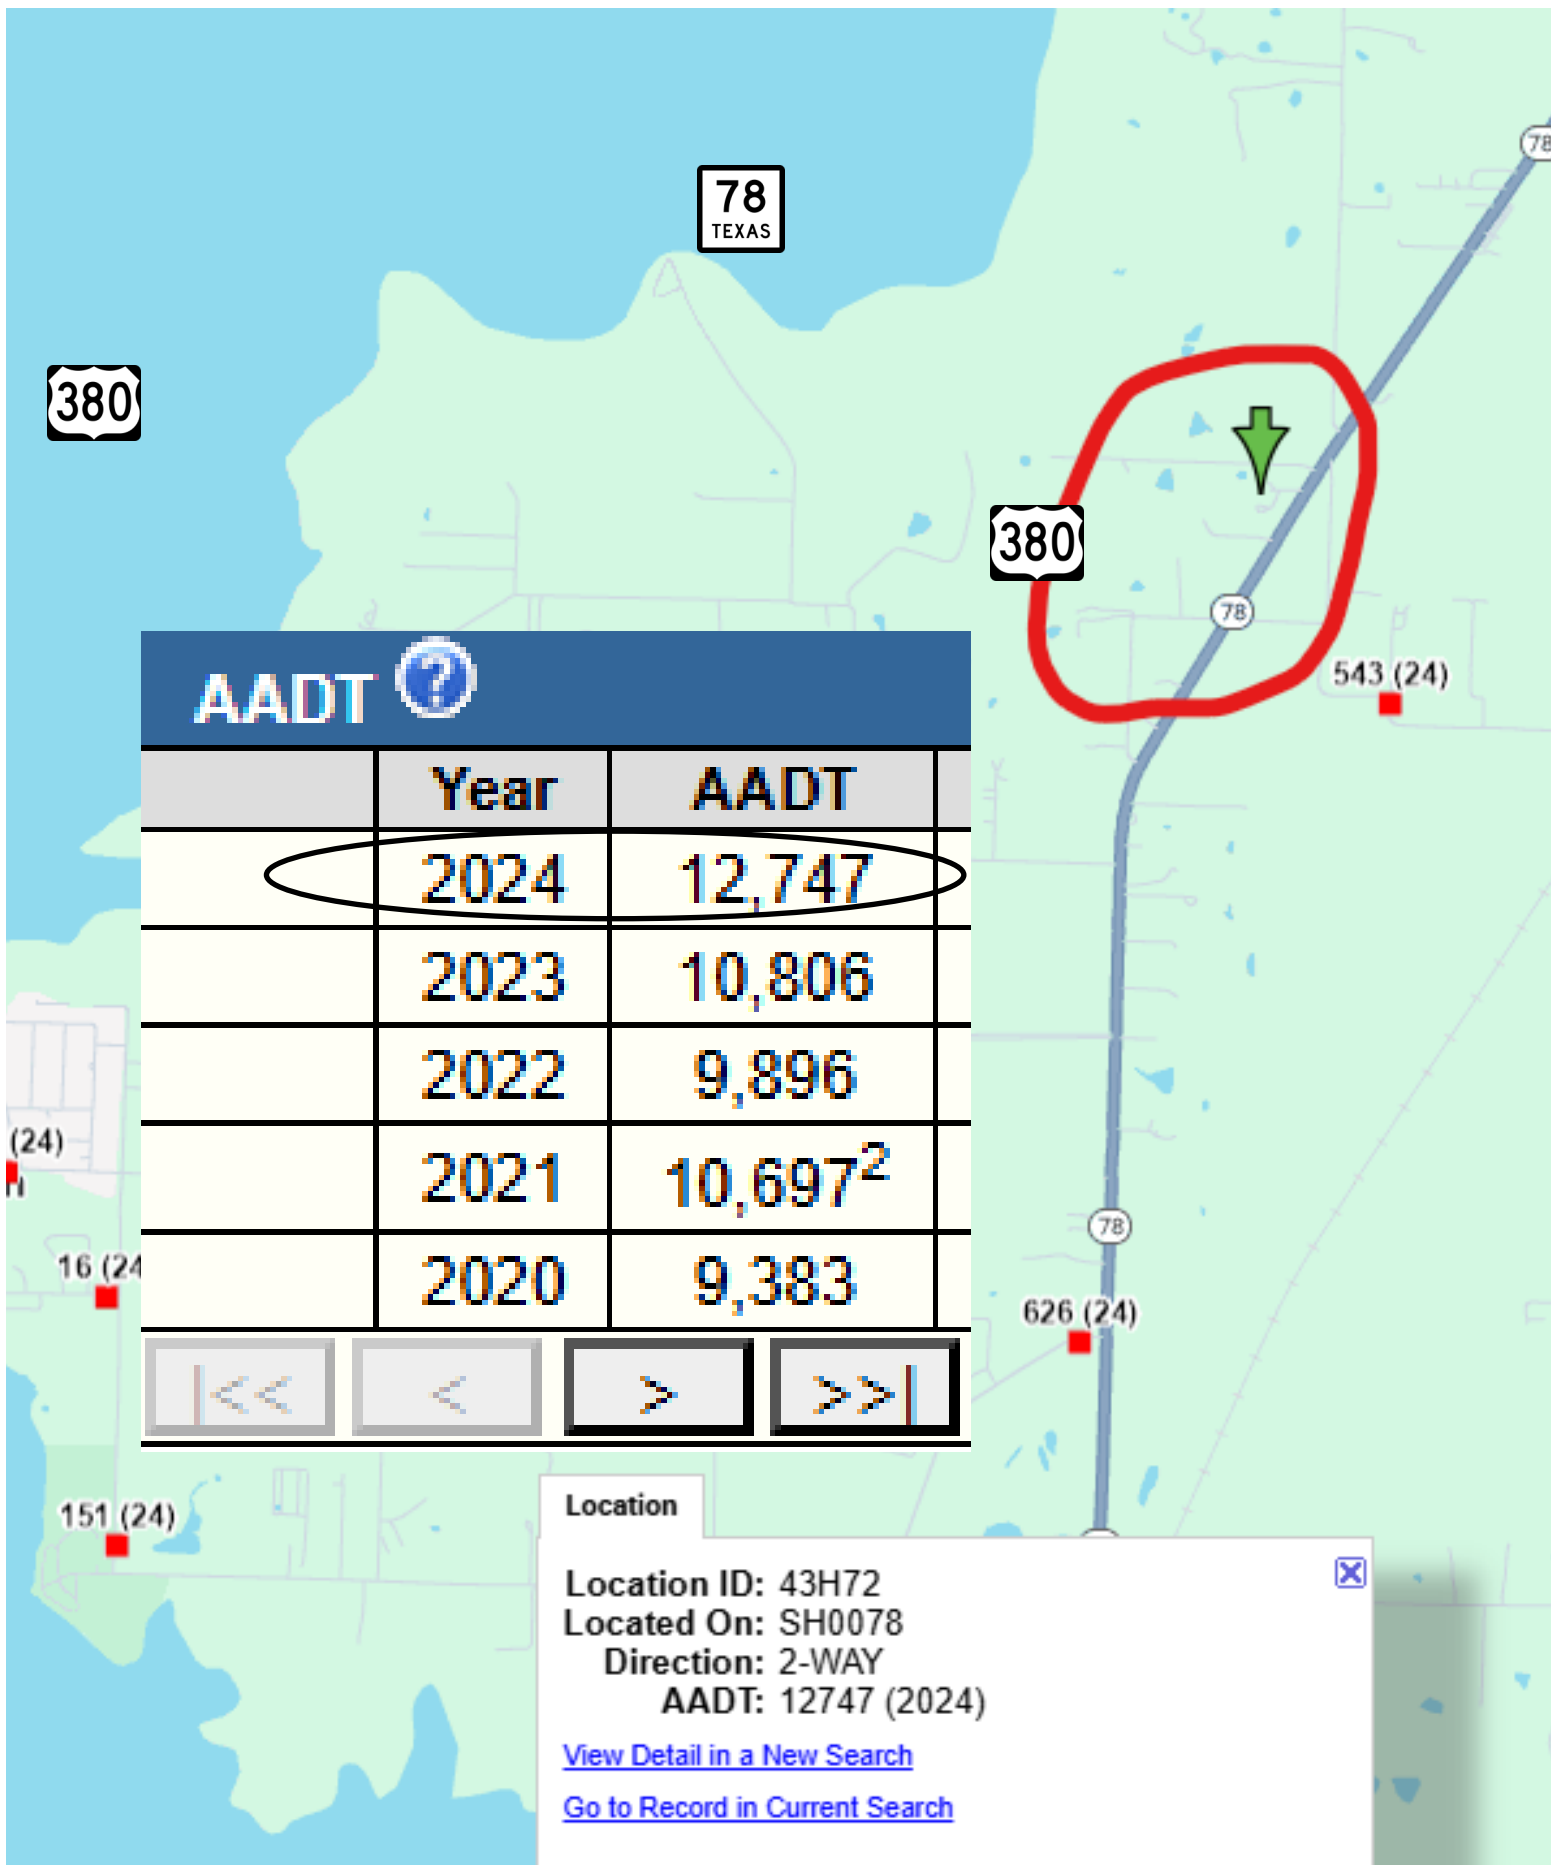 78
78
TEXAS
380
380
78
543 (24)
AADT ?
Year AADT
2024 12,747
2023 10,806
2022 9,896
2021 10,697²
2020 9,383
|<< < > >>|
(24)
16 (24
78
626 (24)
151 (24)
Location
Location ID: 43H72
Located On: SH0078
Direction: 2-WAY
AADT: 12747 (2024)
View Detail in a New Search
Go to Record in Current Search